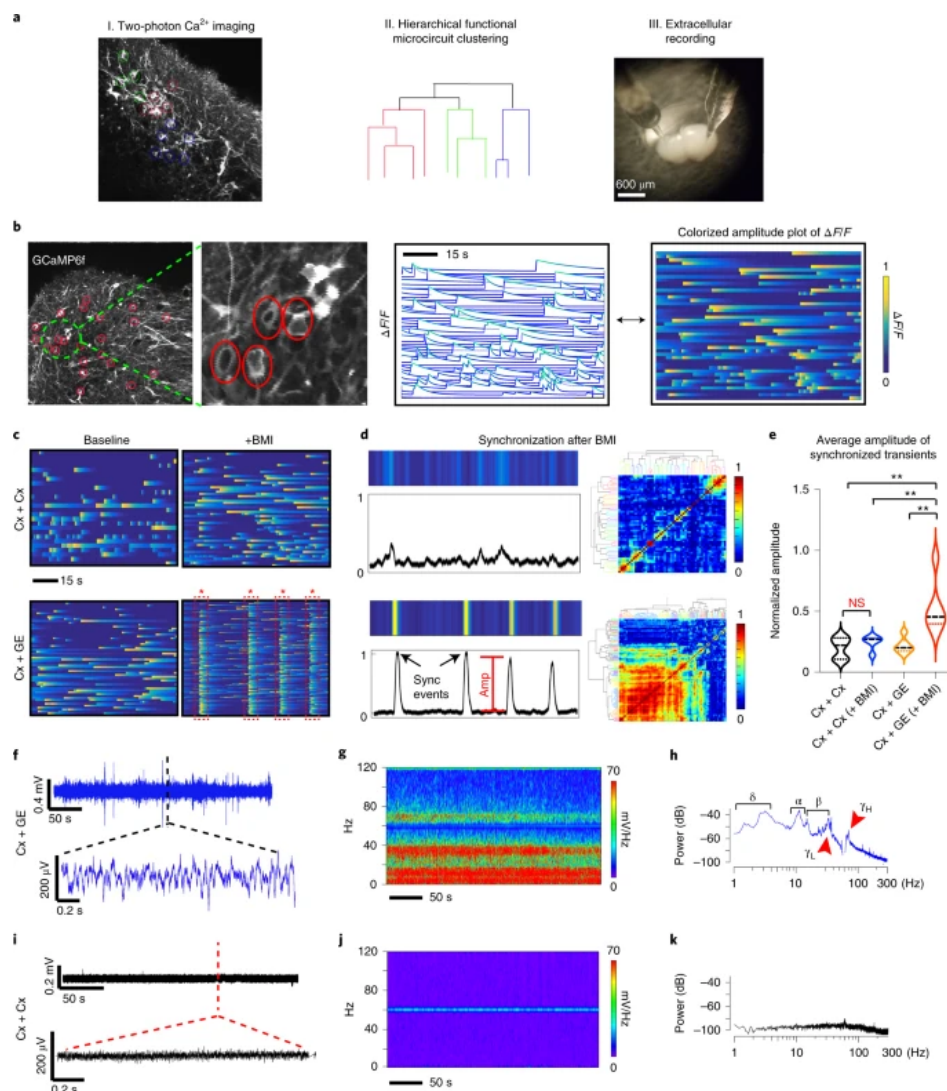 a
I. Two-photon Ca²⁺ imaging
II. Hierarchical functional
microcircuit clustering
III. Extracellular
recording
600 μm
b
GCaMP6f
15 s
ΔF/F
Colorized amplitude plot of ΔF/F
1
ΔF/F
0
c
Baseline
+BMI
Cx + Cx
15 s
Cx + GE
* * * *
d
Synchronization after BMI
1
0
1
0
1
0
Sync
events
Amp
1
0
e
Average amplitude of
synchronized transients
Normalized amplitude
1.5
1.0
0.5
0
**
**
**
NS
Cx + Cx
Cx + Cx (+ BMI)
Cx + GE
Cx + GE (+ BMI)
f
Cx + GE
0.4 mV
50 s
200 μV
0.2 s
g
Hz
120
80
40
0
70
mV/Hz
0
50 s
h
Power (dB)
−40
−60
−100
δ
α
β
γL
γH
1
10
100
300 (Hz)
i
Cx + Cx
0.2 mV
50 s
200 μV
0.2 s
j
Hz
120
80
40
0
70
mV/Hz
0
50 s
k
Power (dB)
−40
−60
−100
1
10
100
300 (Hz)